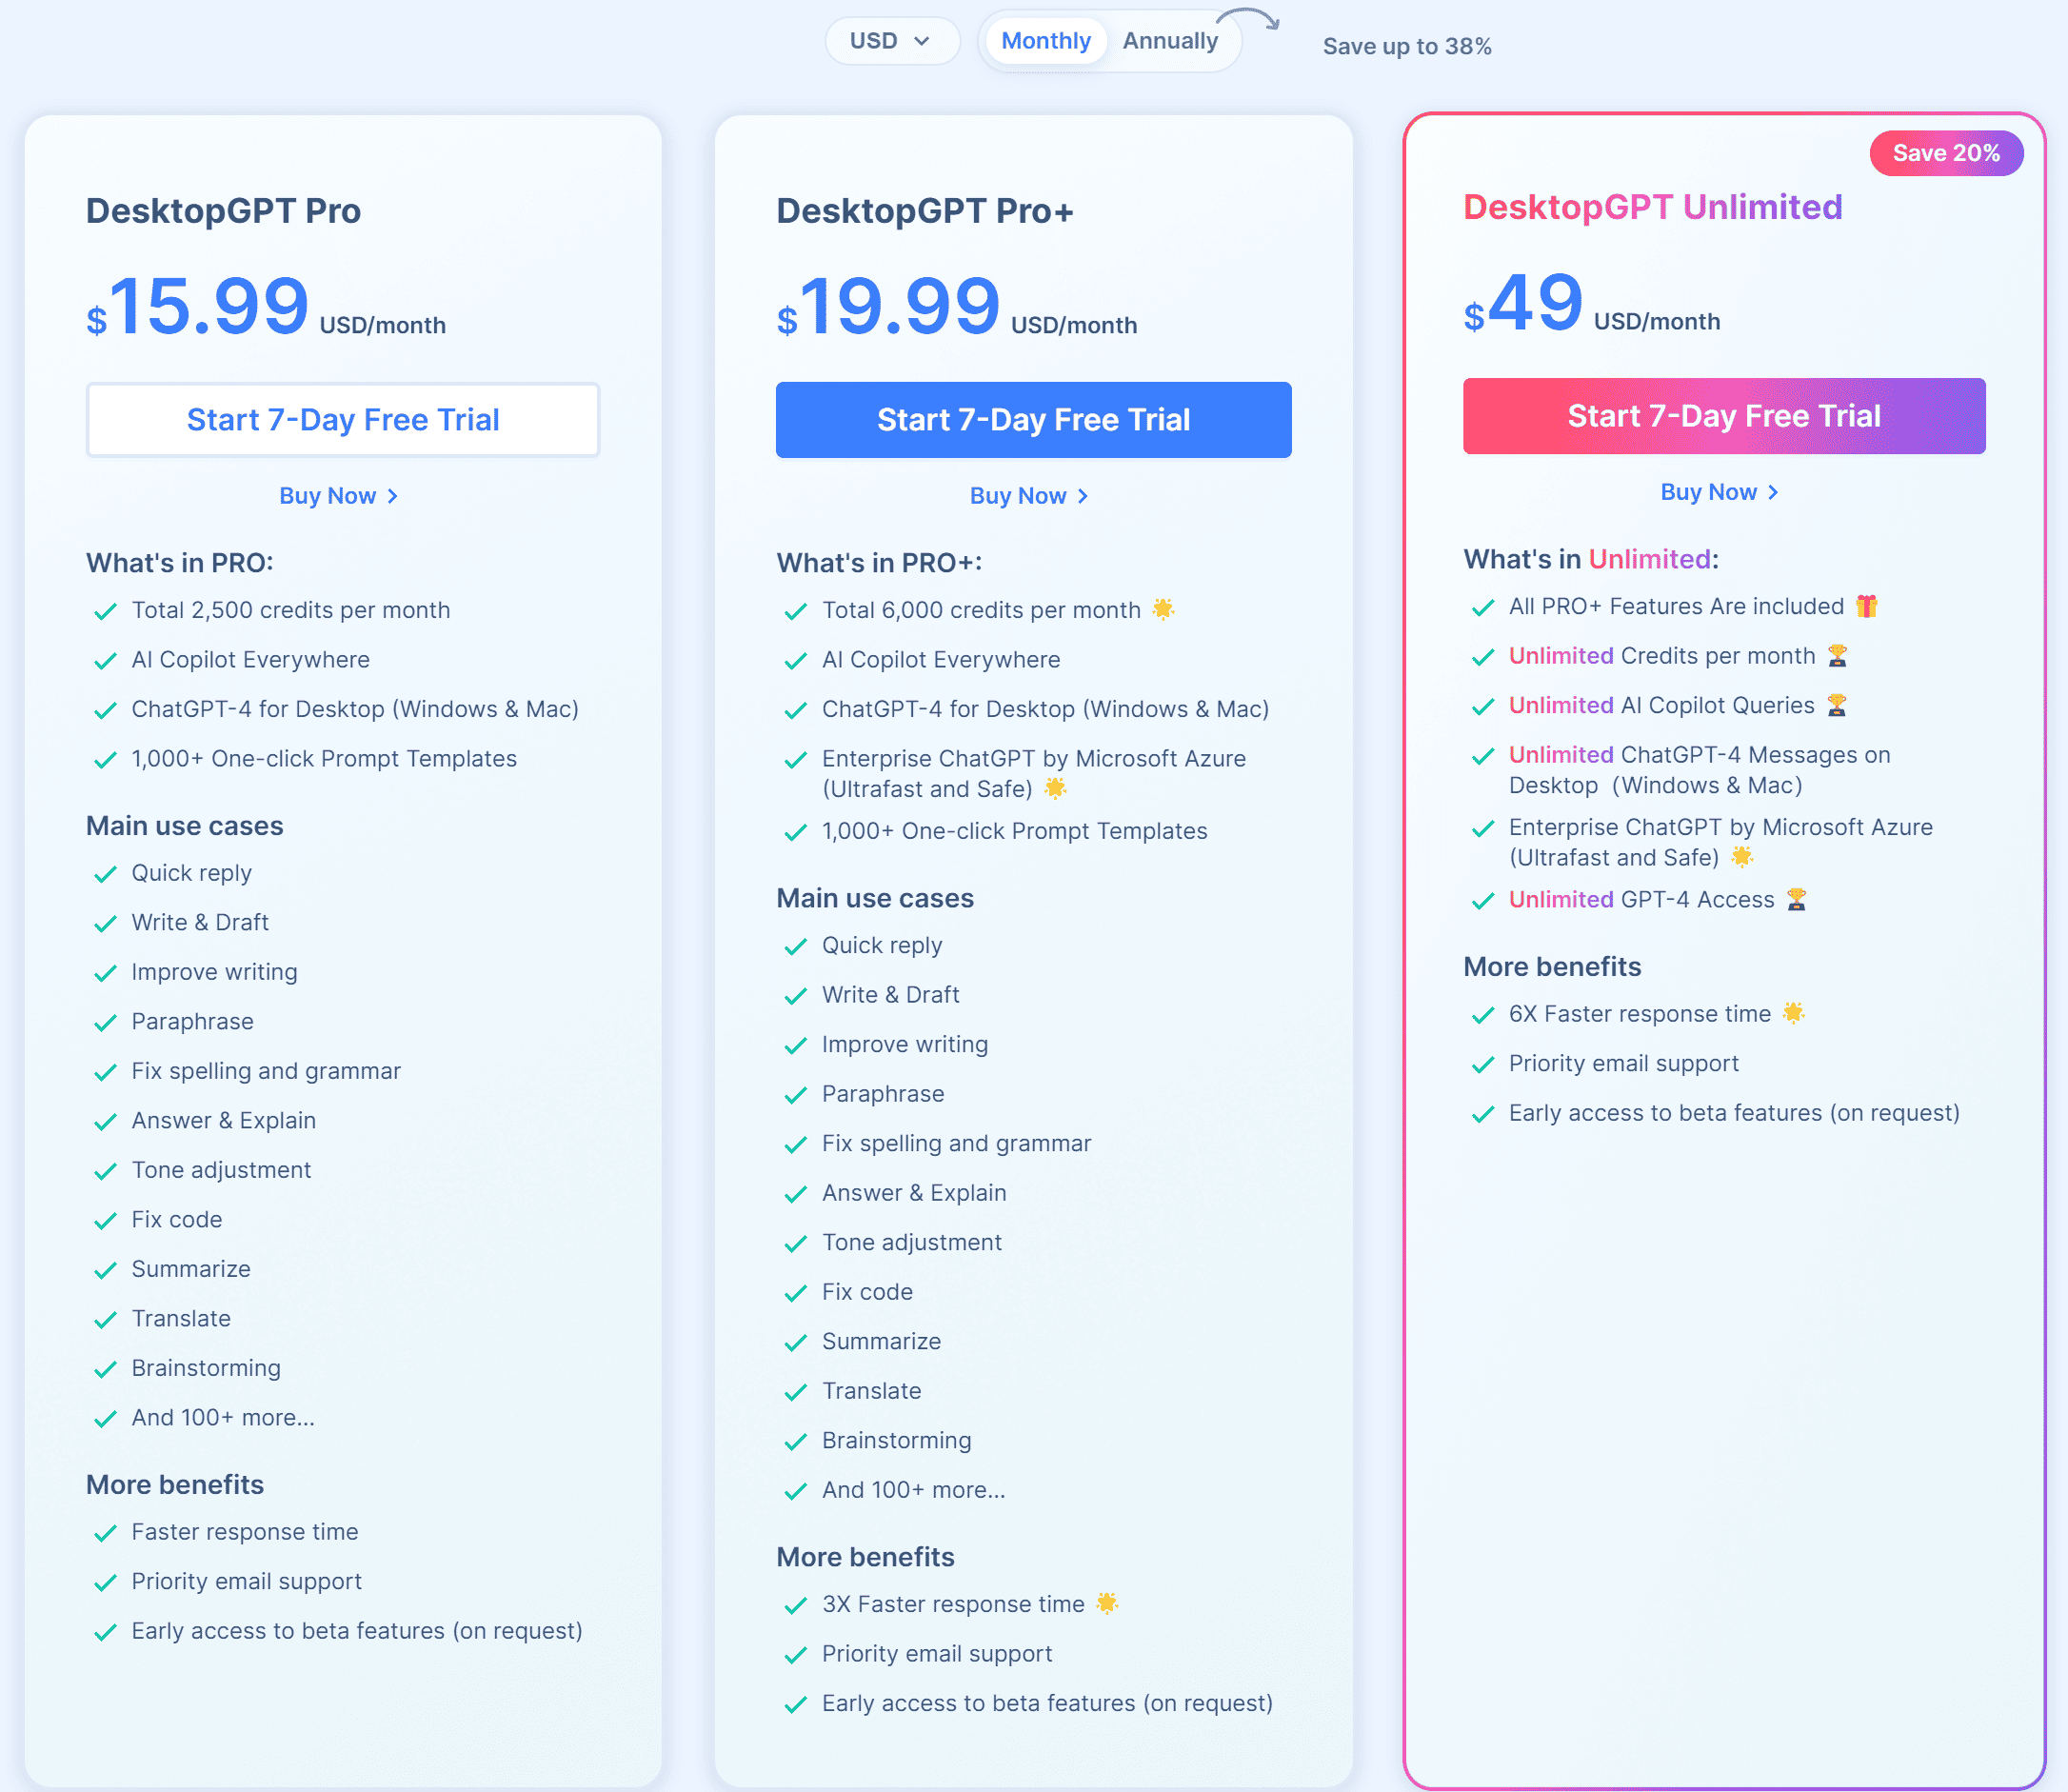 USD
Monthly Annually
Save up to 38%
DesktopGPT Pro
$15.99 USD/month
Start 7-Day Free Trial
Buy Now
What's in PRO:
Total 2,500 credits per month
AI Copilot Everywhere
ChatGPT-4 for Desktop (Windows & Mac)
1,000+ One-click Prompt Templates
Main use cases
Quick reply
Write & Draft
Improve writing
Paraphrase
Fix spelling and grammar
Answer & Explain
Tone adjustment
Fix code
Summarize
Translate
Brainstorming
And 100+ more...
More benefits
Faster response time
Priority email support
Early access to beta features (on request)
DesktopGPT Pro+
$19.99 USD/month
Start 7-Day Free Trial
Buy Now
What's in PRO+:
Total 6,000 credits per month 🌟
AI Copilot Everywhere
ChatGPT-4 for Desktop (Windows & Mac)
Enterprise ChatGPT by Microsoft Azure
(Ultrafast and Safe) 🌟
1,000+ One-click Prompt Templates
Main use cases
Quick reply
Write & Draft
Improve writing
Paraphrase
Fix spelling and grammar
Answer & Explain
Tone adjustment
Fix code
Summarize
Translate
Brainstorming
And 100+ more...
More benefits
3X Faster response time 🌟
Priority email support
Early access to beta features (on request)
Save 20%
DesktopGPT Unlimited
$49 USD/month
Start 7-Day Free Trial
Buy Now
What's in Unlimited:
All PRO+ Features Are included 🎁
Unlimited Credits per month 🏆
Unlimited AI Copilot Queries 🏆
Unlimited ChatGPT-4 Messages on
Desktop（Windows & Mac）
Enterprise ChatGPT by Microsoft Azure
(Ultrafast and Safe) 🌟
Unlimited GPT-4 Access 🏆
More benefits
6X Faster response time 🌟
Priority email support
Early access to beta features (on request)